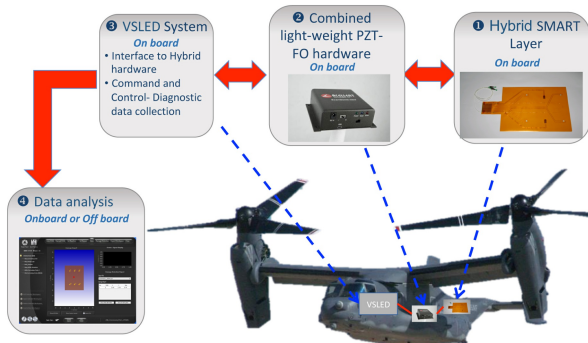 ❸ VSLED System
On board
• Interface to Hybrid
hardware
• Command and
Control- Diagnostic
data collection
❷ Combined
light-weight PZT-
FO hardware
On board
❶ Hybrid SMART
Layer
On board
❹ Data analysis
Onboard or Off board
VSLED